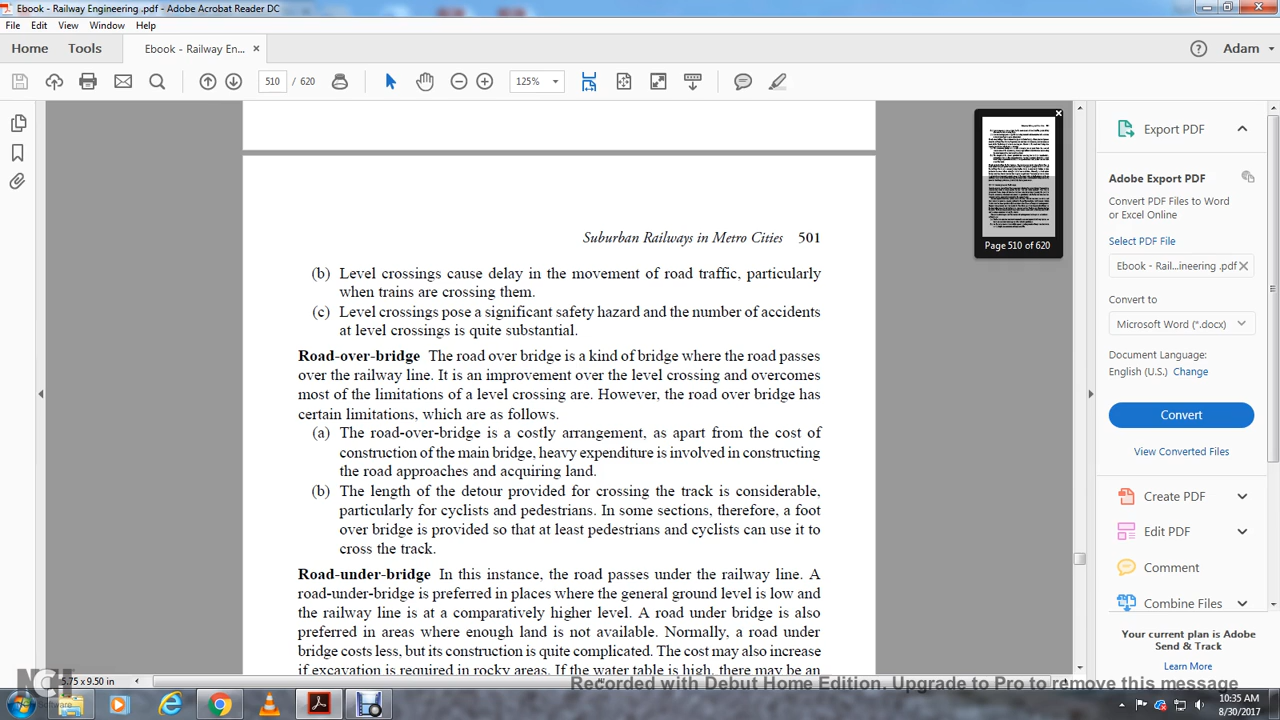 Ebook - Railway Engineering .pdf - Adobe Acrobat Reader DC
File Edit View Window Help
Home Tools Ebook - Railway En... ×
Adam
510 / 620 125%
Suburban Railways in Metro Cities 501
(b) Level crossings cause delay in the movement of road traffic, particularly
when trains are crossing them.
(c) Level crossings pose a significant safety hazard and the number of accidents
at level crossings is quite substantial.
Road-over-bridge The road over bridge is a kind of bridge where the road passes
over the railway line. It is an improvement over the level crossing and overcomes
most of the limitations of a level crossing are. However, the road over bridge has
certain limitations, which are as follows.
(a) The road-over-bridge is a costly arrangement, as apart from the cost of
construction of the main bridge, heavy expenditure is involved in constructing
the road approaches and acquiring land.
(b) The length of the detour provided for crossing the track is considerable,
particularly for cyclists and pedestrians. In some sections, therefore, a foot
over bridge is provided so that at least pedestrians and cyclists can use it to
cross the track.
Road-under-bridge In this instance, the road passes under the railway line. A
road-under-bridge is preferred in places where the general ground level is low and
the railway line is at a comparatively higher level. A road under bridge is also
preferred in areas where enough land is not available. Normally, a road under
bridge costs less, but its construction is quite complicated. The cost may also increase
if excavation is required in rocky areas. If the water table is high, there may be an
Page 510 of 620
Export PDF
Adobe Export PDF
Convert PDF Files to Word
or Excel Online
Select PDF File
Ebook - Rail...ineering .pdf
Convert to
Microsoft Word (*.docx)
Document Language:
English (U.S.) Change
Convert
View Converted Files
Create PDF
Edit PDF
Comment
Combine Files
Your current plan is Adobe
Send & Track
Learn More
5.75 x 9.50 in
NCH
Software
Recorded with Debut Home Edition. Upgrade to Pro to remove this message
10:35 AM
8/30/2017